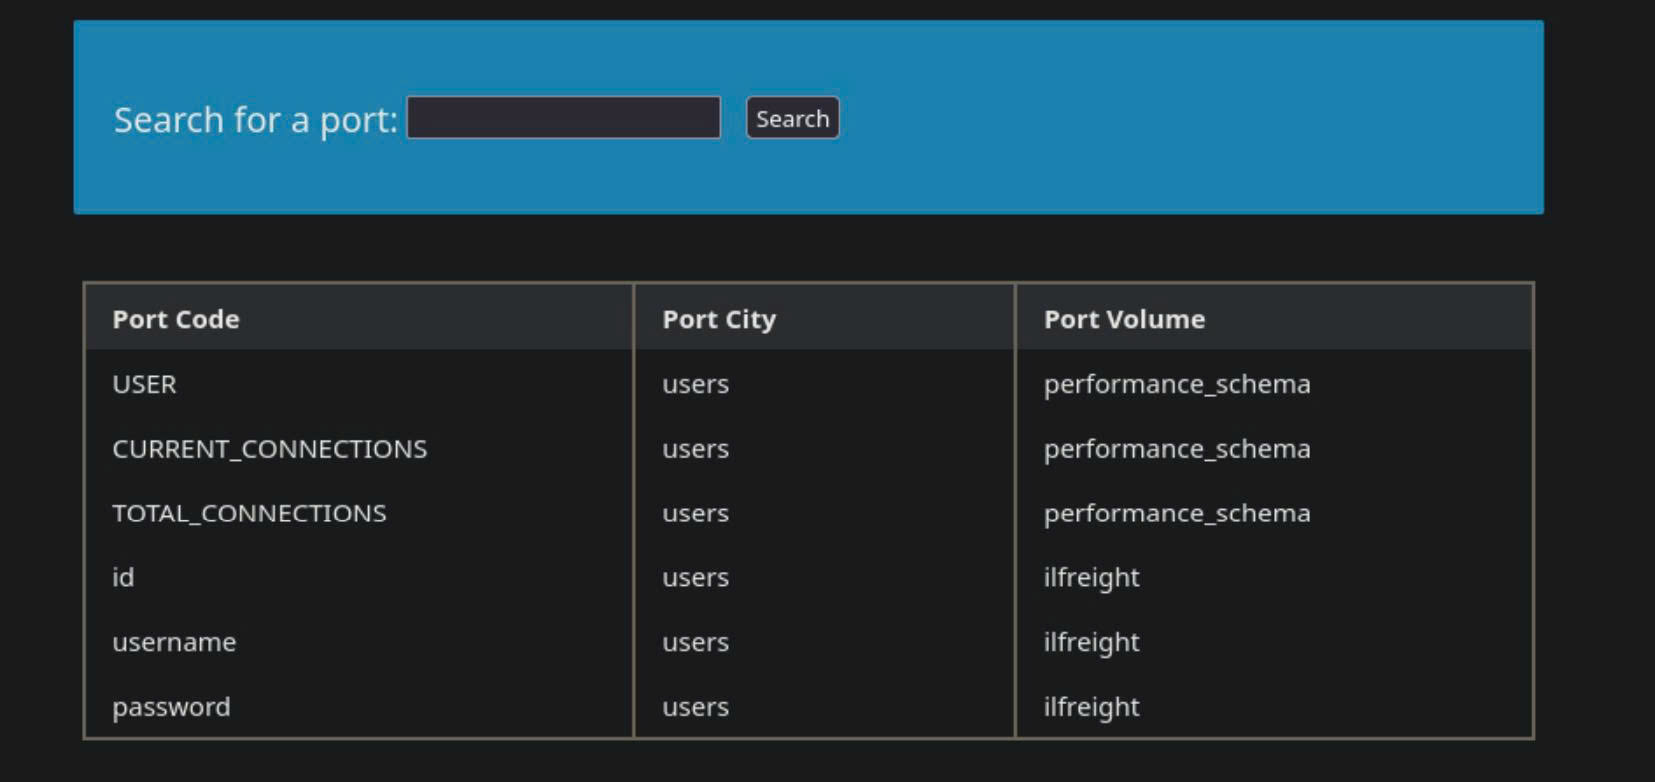 Search for a port: Search
Port Code Port City Port Volume
USER users performance_schema
CURRENT_CONNECTIONS users performance_schema
TOTAL_CONNECTIONS users performance_schema
id users ilfreight
username users ilfreight
password users ilfreight